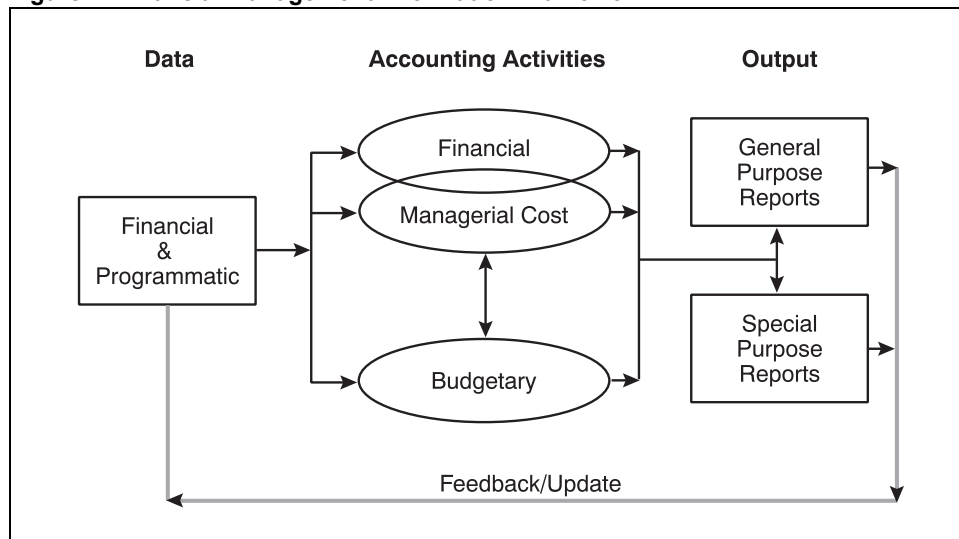 Data
Accounting Activities
Output
Financial
Managerial Cost
Budgetary
Financial
&
Programmatic
General
Purpose
Reports
Special
Purpose
Reports
Feedback/Update